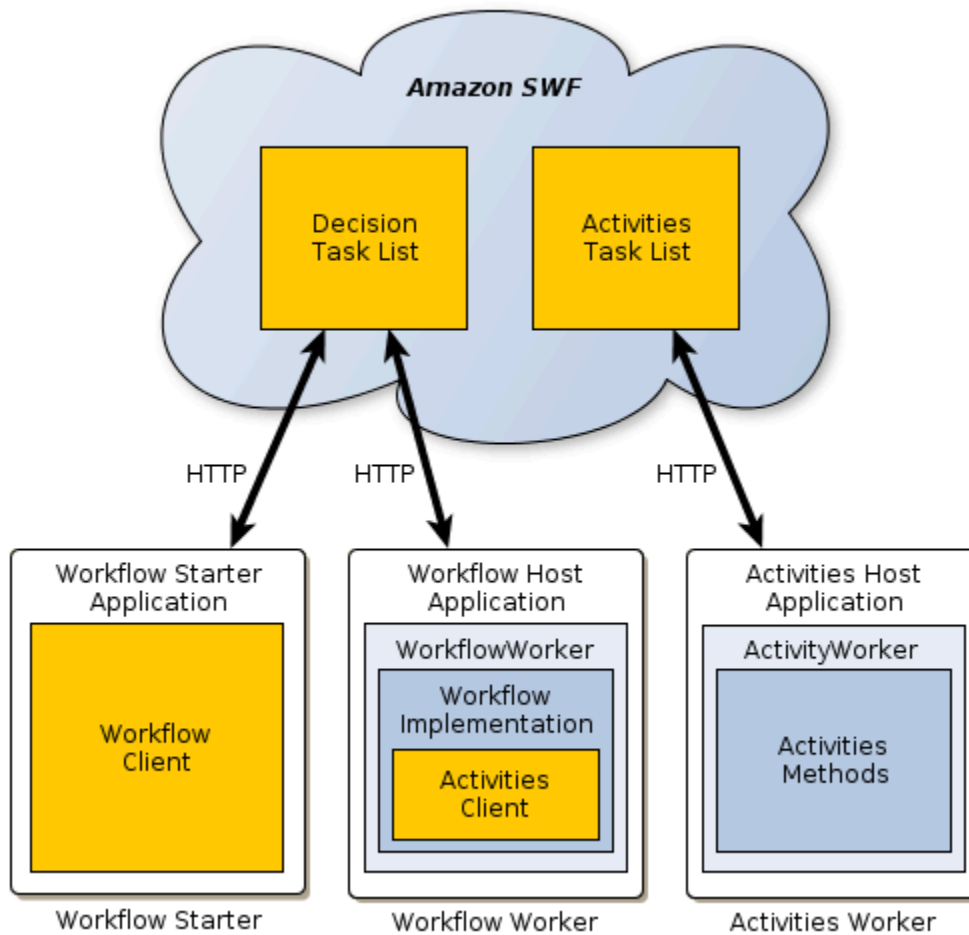 Amazon SWF
Decision
Task List
Activities
Task List
HTTP
HTTP
HTTP
Workflow Starter
Application
Workflow
Client
Workflow Starter
Workflow Host
Application
WorkflowWorker
Workflow
Implementation
Activities
Client
Workflow Worker
Activities Host
Application
ActivityWorker
Activities
Methods
Activities Worker